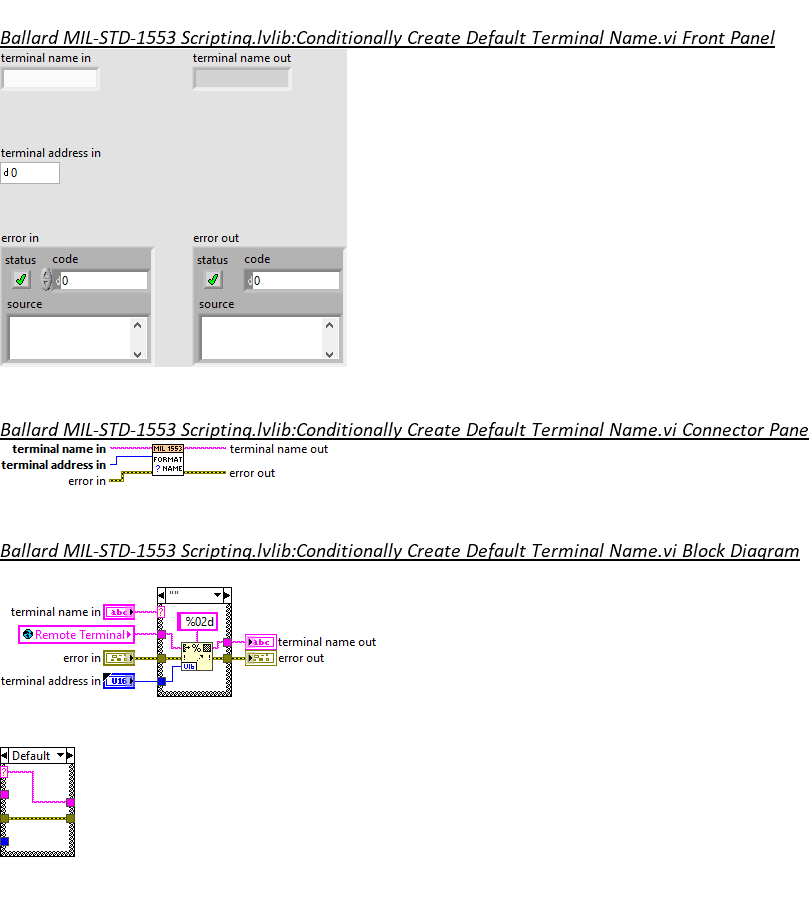 Ballard MIL-STD-1553 Scripting.lvlib:Conditionally Create Default Terminal Name.vi Front Panel
terminal name in terminal name out
terminal address in
d 0
error in error out
status code status code
d 0 d 0
source source
Ballard MIL-STD-1553 Scripting.lvlib:Conditionally Create Default Terminal Name.vi Connector Pane
terminal name in MIL 1553 terminal name out
terminal address in FORMAT
? NAME error out
error in
Ballard MIL-STD-1553 Scripting.lvlib:Conditionally Create Default Terminal Name.vi Block Diagram
""
terminal name in abc ?
%02d
Remote Terminal
% abc terminal name out
error in error out
U16
terminal address in U16
Default
?